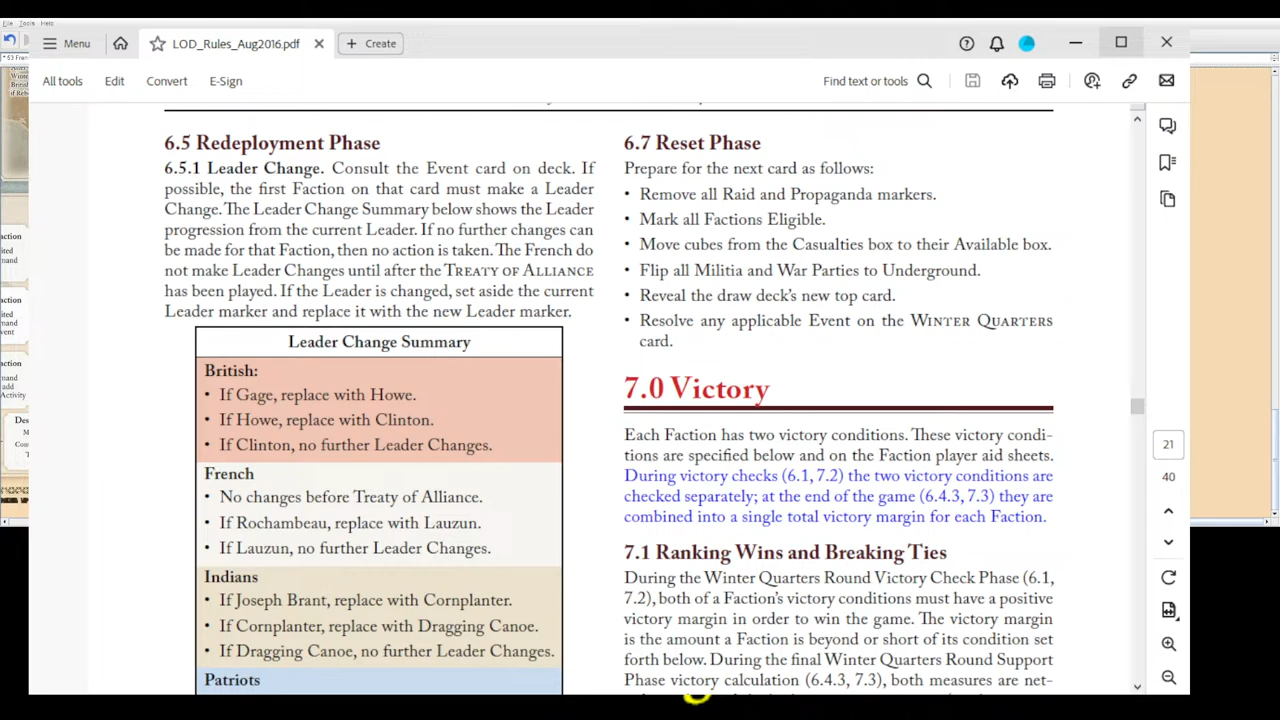 File Tools Help
Menu
LOD_Rules_Aug2016.pdf
Create
All tools
Edit
Convert
E-Sign
Find text or tools
6.5 Redeployment Phase
6.5.1 Leader Change. Consult the Event card on deck. If
possible, the first Faction on that card must make a Leader
Change. The Leader Change Summary below shows the Leader
progression from the current Leader. If no further changes can
be made for that Faction, then no action is taken. The French do
not make Leader Changes until after the TREATY OF ALLIANCE
has been played. If the Leader is changed, set aside the current
Leader marker and replace it with the new Leader marker.
Leader Change Summary
British:
• If Gage, replace with Howe.
• If Howe, replace with Clinton.
• If Clinton, no further Leader Changes.
French
• No changes before Treaty of Alliance.
• If Rochambeau, replace with Lauzun.
• If Lauzun, no further Leader Changes.
Indians
• If Joseph Brant, replace with Cornplanter.
• If Cornplanter, replace with Dragging Canoe.
• If Dragging Canoe, no further Leader Changes.
Patriots
6.7 Reset Phase
Prepare for the next card as follows:
• Remove all Raid and Propaganda markers.
• Mark all Factions Eligible.
• Move cubes from the Casualties box to their Available box.
• Flip all Militia and War Parties to Underground.
• Reveal the draw deck's new top card.
• Resolve any applicable Event on the WINTER QUARTERS
card.
7.0 Victory
Each Faction has two victory conditions. These victory condi-
tions are specified below and on the Faction player aid sheets.
During victory checks (6.1, 7.2) the two victory conditions are
checked separately; at the end of the game (6.4.3, 7.3) they are
combined into a single total victory margin for each Faction.
7.1 Ranking Wins and Breaking Ties
During the Winter Quarters Round Victory Check Phase (6.1,
7.2), both of a Faction's victory conditions must have a positive
victory margin in order to win the game. The victory margin
is the amount a Faction is beyond or short of its condition set
forth below. During the final Winter Quarters Round Support
Phase victory calculation (6.4.3, 7.3), both measures are net-
21
40